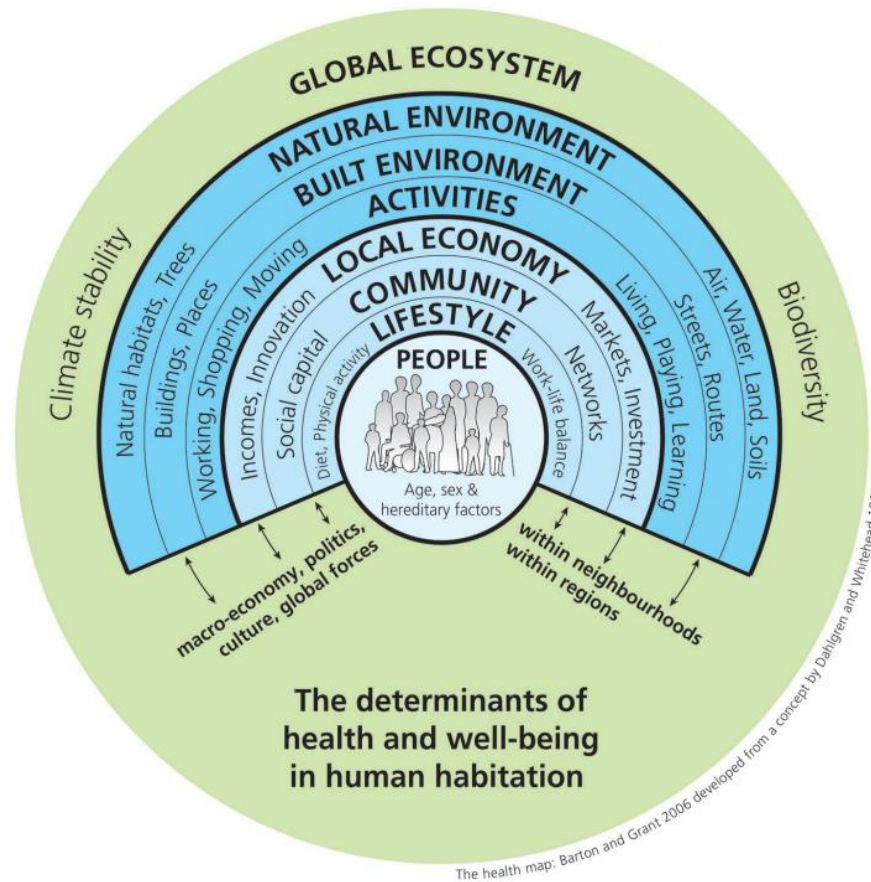 GLOBAL ECOSYSTEM
NATURAL ENVIRONMENT
BUILT ENVIRONMENT
ACTIVITIES
LOCAL ECONOMY
COMMUNITY
LIFESTYLE
PEOPLE
Age, sex &
hereditary factors
Climate stability
Natural habitats, Trees
Buildings, Places
Working, Shopping, Moving
Incomes, Innovation
Social capital
Diet, Physical activity
Work-life balance
Networks
Markets, Investment
Living, Playing, Learning
Streets, Routes
Air, Water, Land, Soils
Biodiversity
macro-economy, politics,
culture, global forces
within neighbourhoods
within regions
The determinants of
health and well-being
in human habitation
The health map: Barton and Grant 2006 developed from a concept by Dahlgren and Whitehead